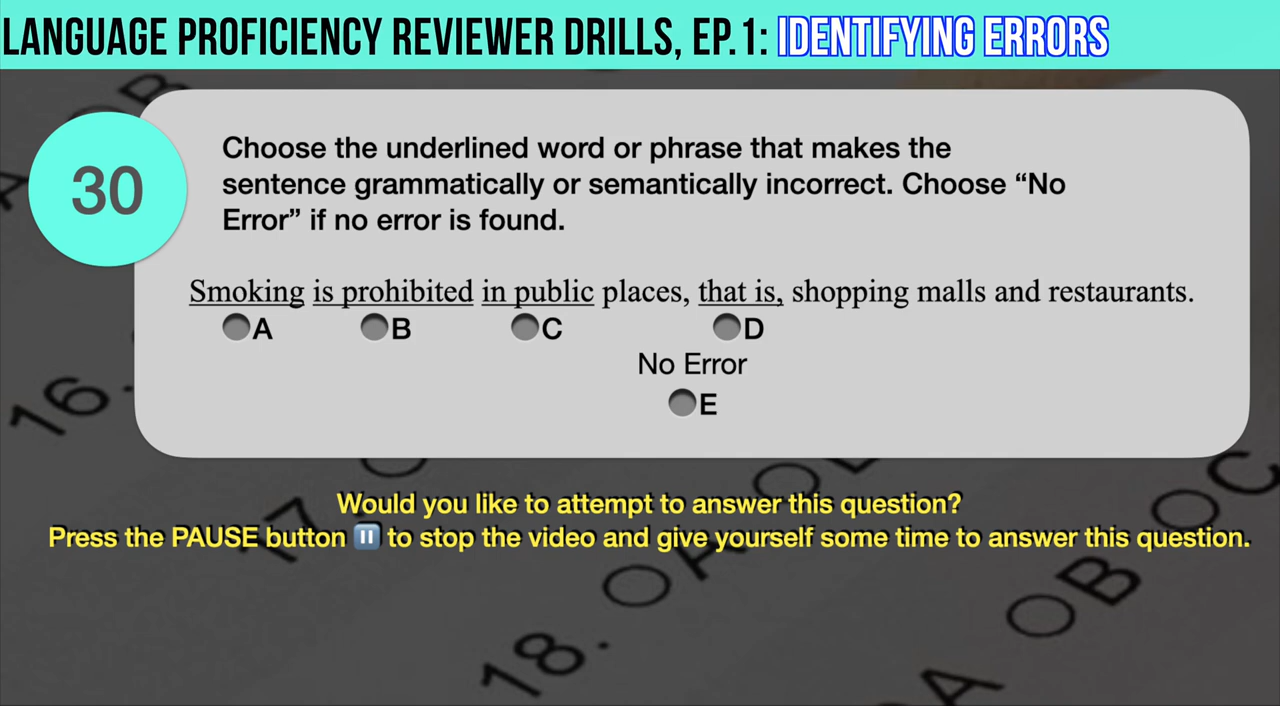 LANGUAGE PROFICIENCY REVIEWER DRILLS, EP.1: IDENTIFYING ERRORS
30
Choose the underlined word or phrase that makes the
sentence grammatically or semantically incorrect. Choose “No
Error” if no error is found.
Smoking is prohibited in public places, that is, shopping malls and restaurants.
A B C D
No Error
E
16.
17.
18. A
A B C
Would you like to attempt to answer this question?
Press the PAUSE button ⏸ to stop the video and give yourself some time to answer this question.